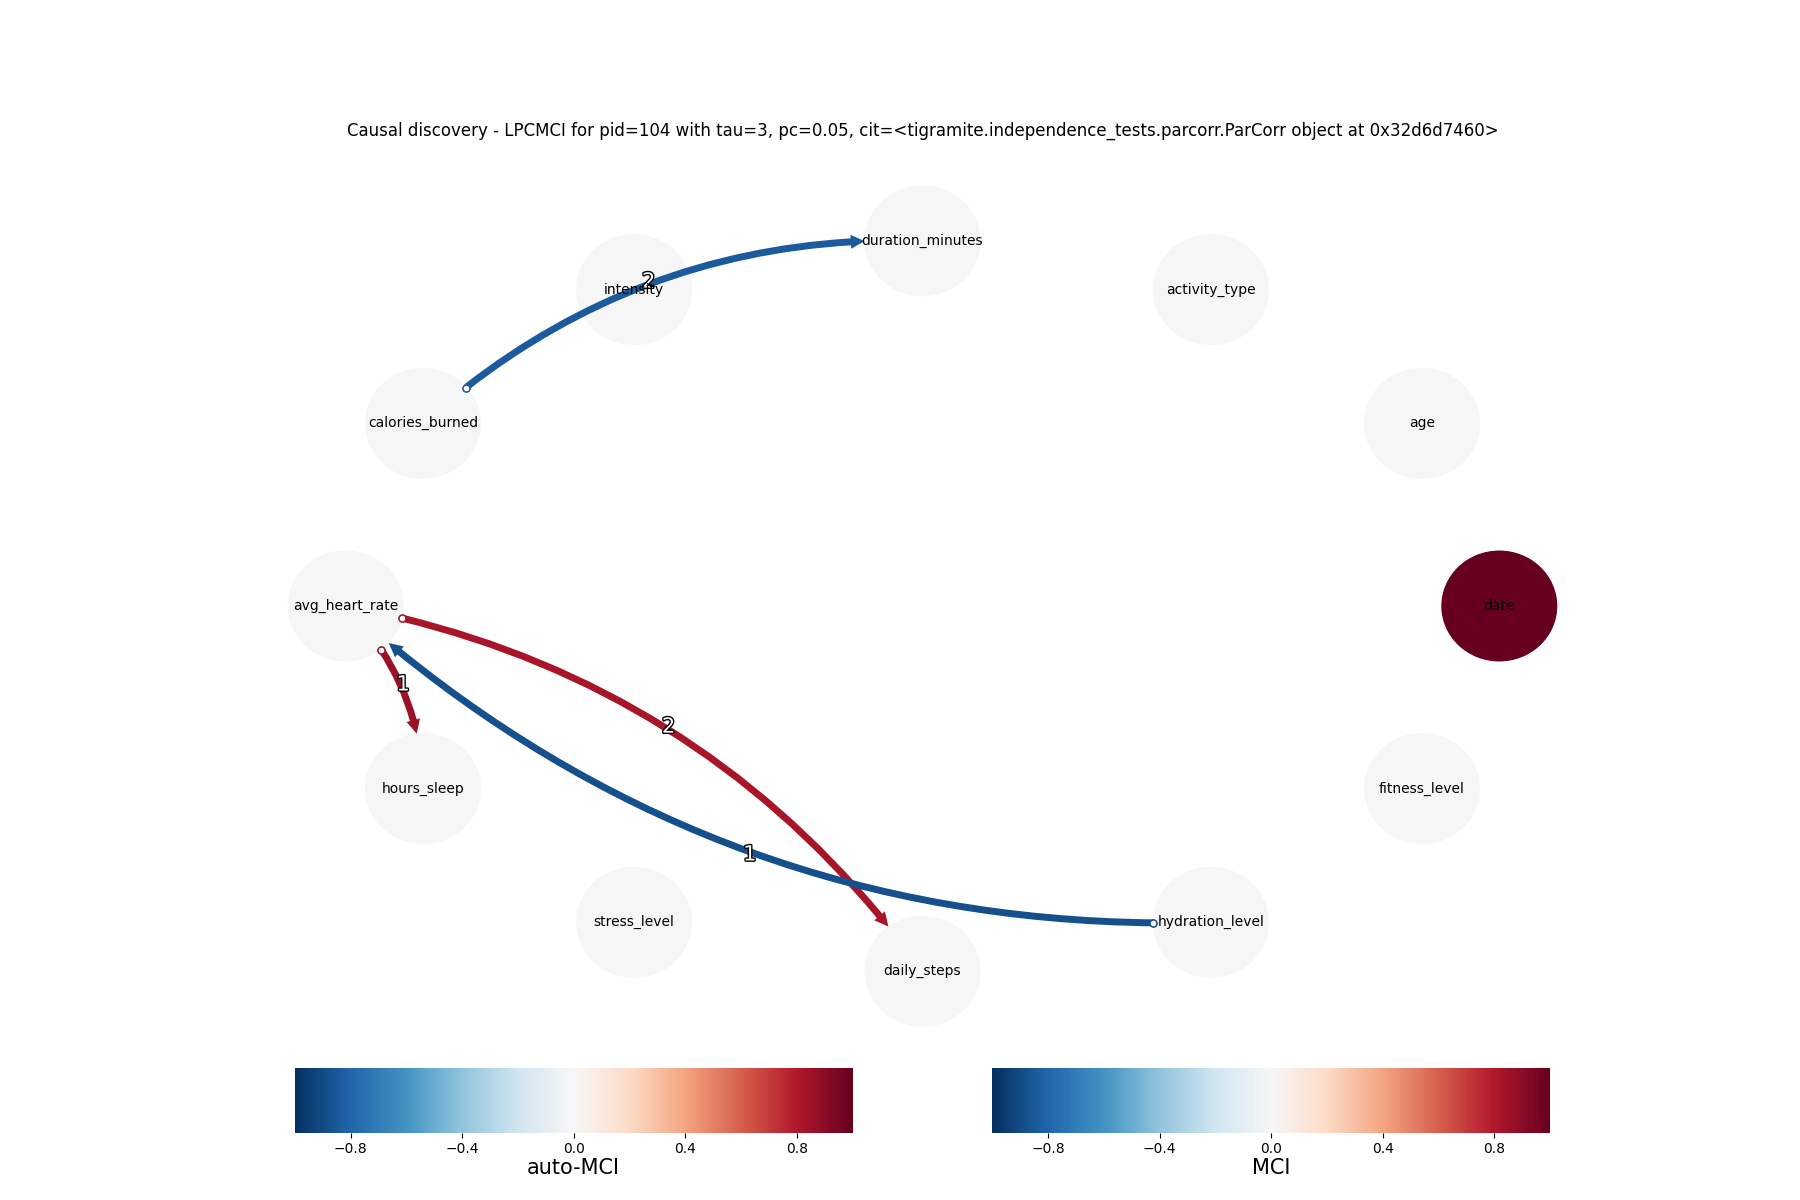 Causal discovery - LPCMCI for pid=104 with tau=3, pc=0.05, cit=<tigramite.independence_tests.parcorr.ParCorr object at 0x32d6d7460>
duration_minutes
intensity
2
activity_type
calories_burned
age
avg_heart_rate
date
1
2
hours_sleep
fitness_level
1
stress_level
hydration_level
daily_steps
−0.8 −0.4 0.0 0.4 0.8
auto-MCI
−0.8 −0.4 0.0 0.4 0.8
MCI